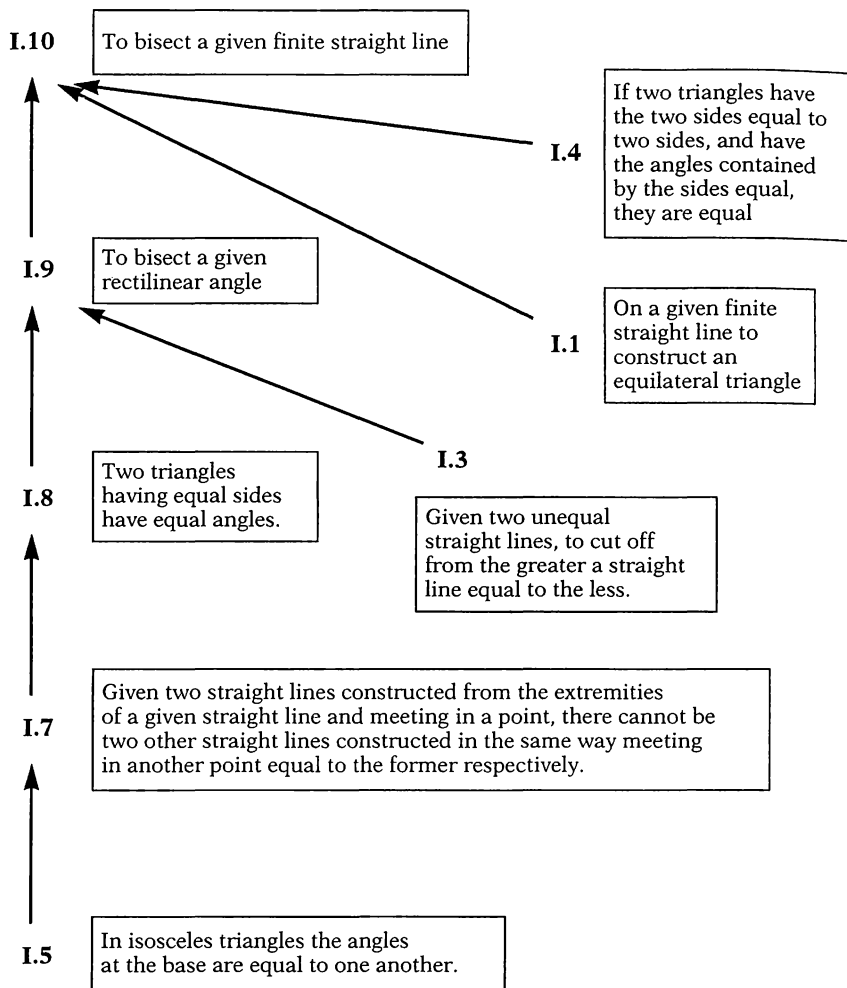 I.10
To bisect a given finite straight line
If two triangles have
the two sides equal to
two sides, and have
the angles contained
by the sides equal,
they are equal
I.4
I.9
To bisect a given
rectilinear angle
On a given finite
straight line to
construct an
equilateral triangle
I.1
I.3
I.8
Two triangles
having equal sides
have equal angles.
Given two unequal
straight lines, to cut off
from the greater a straight
line equal to the less.
I.7
Given two straight lines constructed from the extremities
of a given straight line and meeting in a point, there cannot be
two other straight lines constructed in the same way meeting
in another point equal to the former respectively.
I.5
In isosceles triangles the angles
at the base are equal to one another.